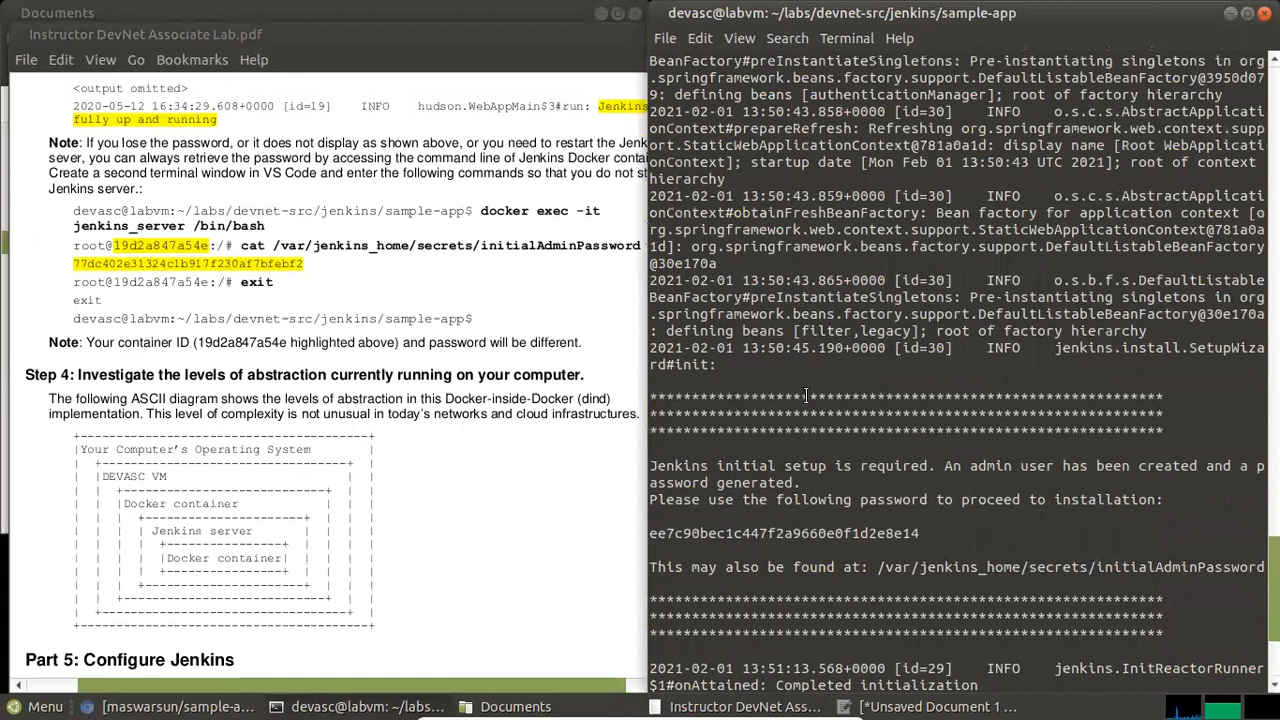 Documents
Instructor DevNet Associate Lab.pdf
File Edit View Go Bookmarks Help
<output omitted>
2020-05-12 16:34:29.608+0000 [id=19] INFO hudson.WebAppMain$3#run: Jenkins
fully up and running
Note: If you lose the password, or it does not display as shown above, or you need to restart the Jen
sever, you can always retrieve the password by accessing the command line of Jenkins Docker contai
Create a second terminal window in VS Code and enter the following commands so that you do not st
Jenkins server.:
devasc@labvm:~/labs/devnet-src/jenkins/sample-app$ docker exec -it
jenkins_server /bin/bash
root@19d2a847a54e:/# cat /var/jenkins_home/secrets/initialAdminPassword
77dc402e31324c1b917f230af7bfebf2
root@19d2a847a54e:/# exit
exit
devasc@labvm:~/labs/devnet-src/jenkins/sample-app$
Note: Your container ID (19d2a847a54e highlighted above) and password will be different.
Step 4: Investigate the levels of abstraction currently running on your computer.
The following ASCII diagram shows the levels of abstraction in this Docker-inside-Docker (dind)
implementation. This level of complexity is not unusual in today's networks and cloud infrastructures.
+----------------------------------------+
|Your Computer's Operating System        |
|  +----------------------------------+  |
|  |DEVASC VM                         |  |
|  |  +----------------------------+  |  |
|  |  |Docker container            |  |  |
|  |  |  +----------------------+  |  |  |
|  |  |  | Jenkins server       |  |  |  |
|  |  |  |  +----------------+  |  |  |  |
|  |  |  |  |Docker container|  |  |  |  |
|  |  |  |  +----------------+  |  |  |  |
|  |  |  +----------------------+  |  |  |
|  |  +----------------------------+  |  |
|  +----------------------------------+  |
+----------------------------------------+
Part 5: Configure Jenkins
devasc@labvm: ~/labs/devnet-src/jenkins/sample-app
File Edit View Search Terminal Help
BeanFactory#preInstantiateSingletons: Pre-instantiating singletons in org
.springframework.beans.factory.support.DefaultListableBeanFactory@3950d07
9: defining beans [authenticationManager]; root of factory hierarchy
2021-02-01 13:50:43.858+0000 [id=30] INFO o.s.c.s.AbstractApplicati
onContext#prepareRefresh: Refreshing org.springframework.web.context.supp
ort.StaticWebApplicationContext@781a0a1d: display name [Root WebApplicati
onContext]; startup date [Mon Feb 01 13:50:43 UTC 2021]; root of context
hierarchy
2021-02-01 13:50:43.859+0000 [id=30] INFO o.s.c.s.AbstractApplicati
onContext#obtainFreshBeanFactory: Bean factory for application context [o
rg.springframework.web.context.support.StaticWebApplicationContext@781a0a
1d]: org.springframework.beans.factory.support.DefaultListableBeanFactory
@30e170a
2021-02-01 13:50:43.865+0000 [id=30] INFO o.s.b.f.s.DefaultListable
BeanFactory#preInstantiateSingletons: Pre-instantiating singletons in org
.springframework.beans.factory.support.DefaultListableBeanFactory@30e170a
: defining beans [filter,legacy]; root of factory hierarchy
2021-02-01 13:50:45.190+0000 [id=30] INFO jenkins.install.SetupWiza
rd#init:
*************************************************************
*************************************************************
*************************************************************
Jenkins initial setup is required. An admin user has been created and a p
assword generated.
Please use the following password to proceed to installation:
ee7c90bec1c447f2a9660e0f1d2e8e14
This may also be found at: /var/jenkins_home/secrets/initialAdminPassword
*************************************************************
*************************************************************
*************************************************************
2021-02-01 13:51:13.568+0000 [id=29] INFO jenkins.InitReactorRunner
$1#onAttained: Completed initialization
Menu [maswarsun/sample-a... devasc@labvm: ~/labs... Documents Instructor DevNet Assoc... [*Unsaved Document 1 ...